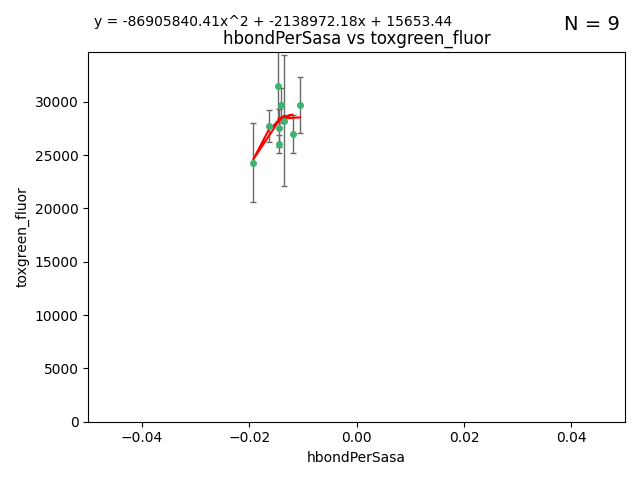 y = -86905840.41x^2 + -2138972.18x + 15653.44
N = 9
hbondPerSasa vs toxgreen_fluor
toxgreen_fluor
30000
25000
20000
15000
10000
5000
0
−0.04
−0.02
0.00
0.02
0.04
hbondPerSasa